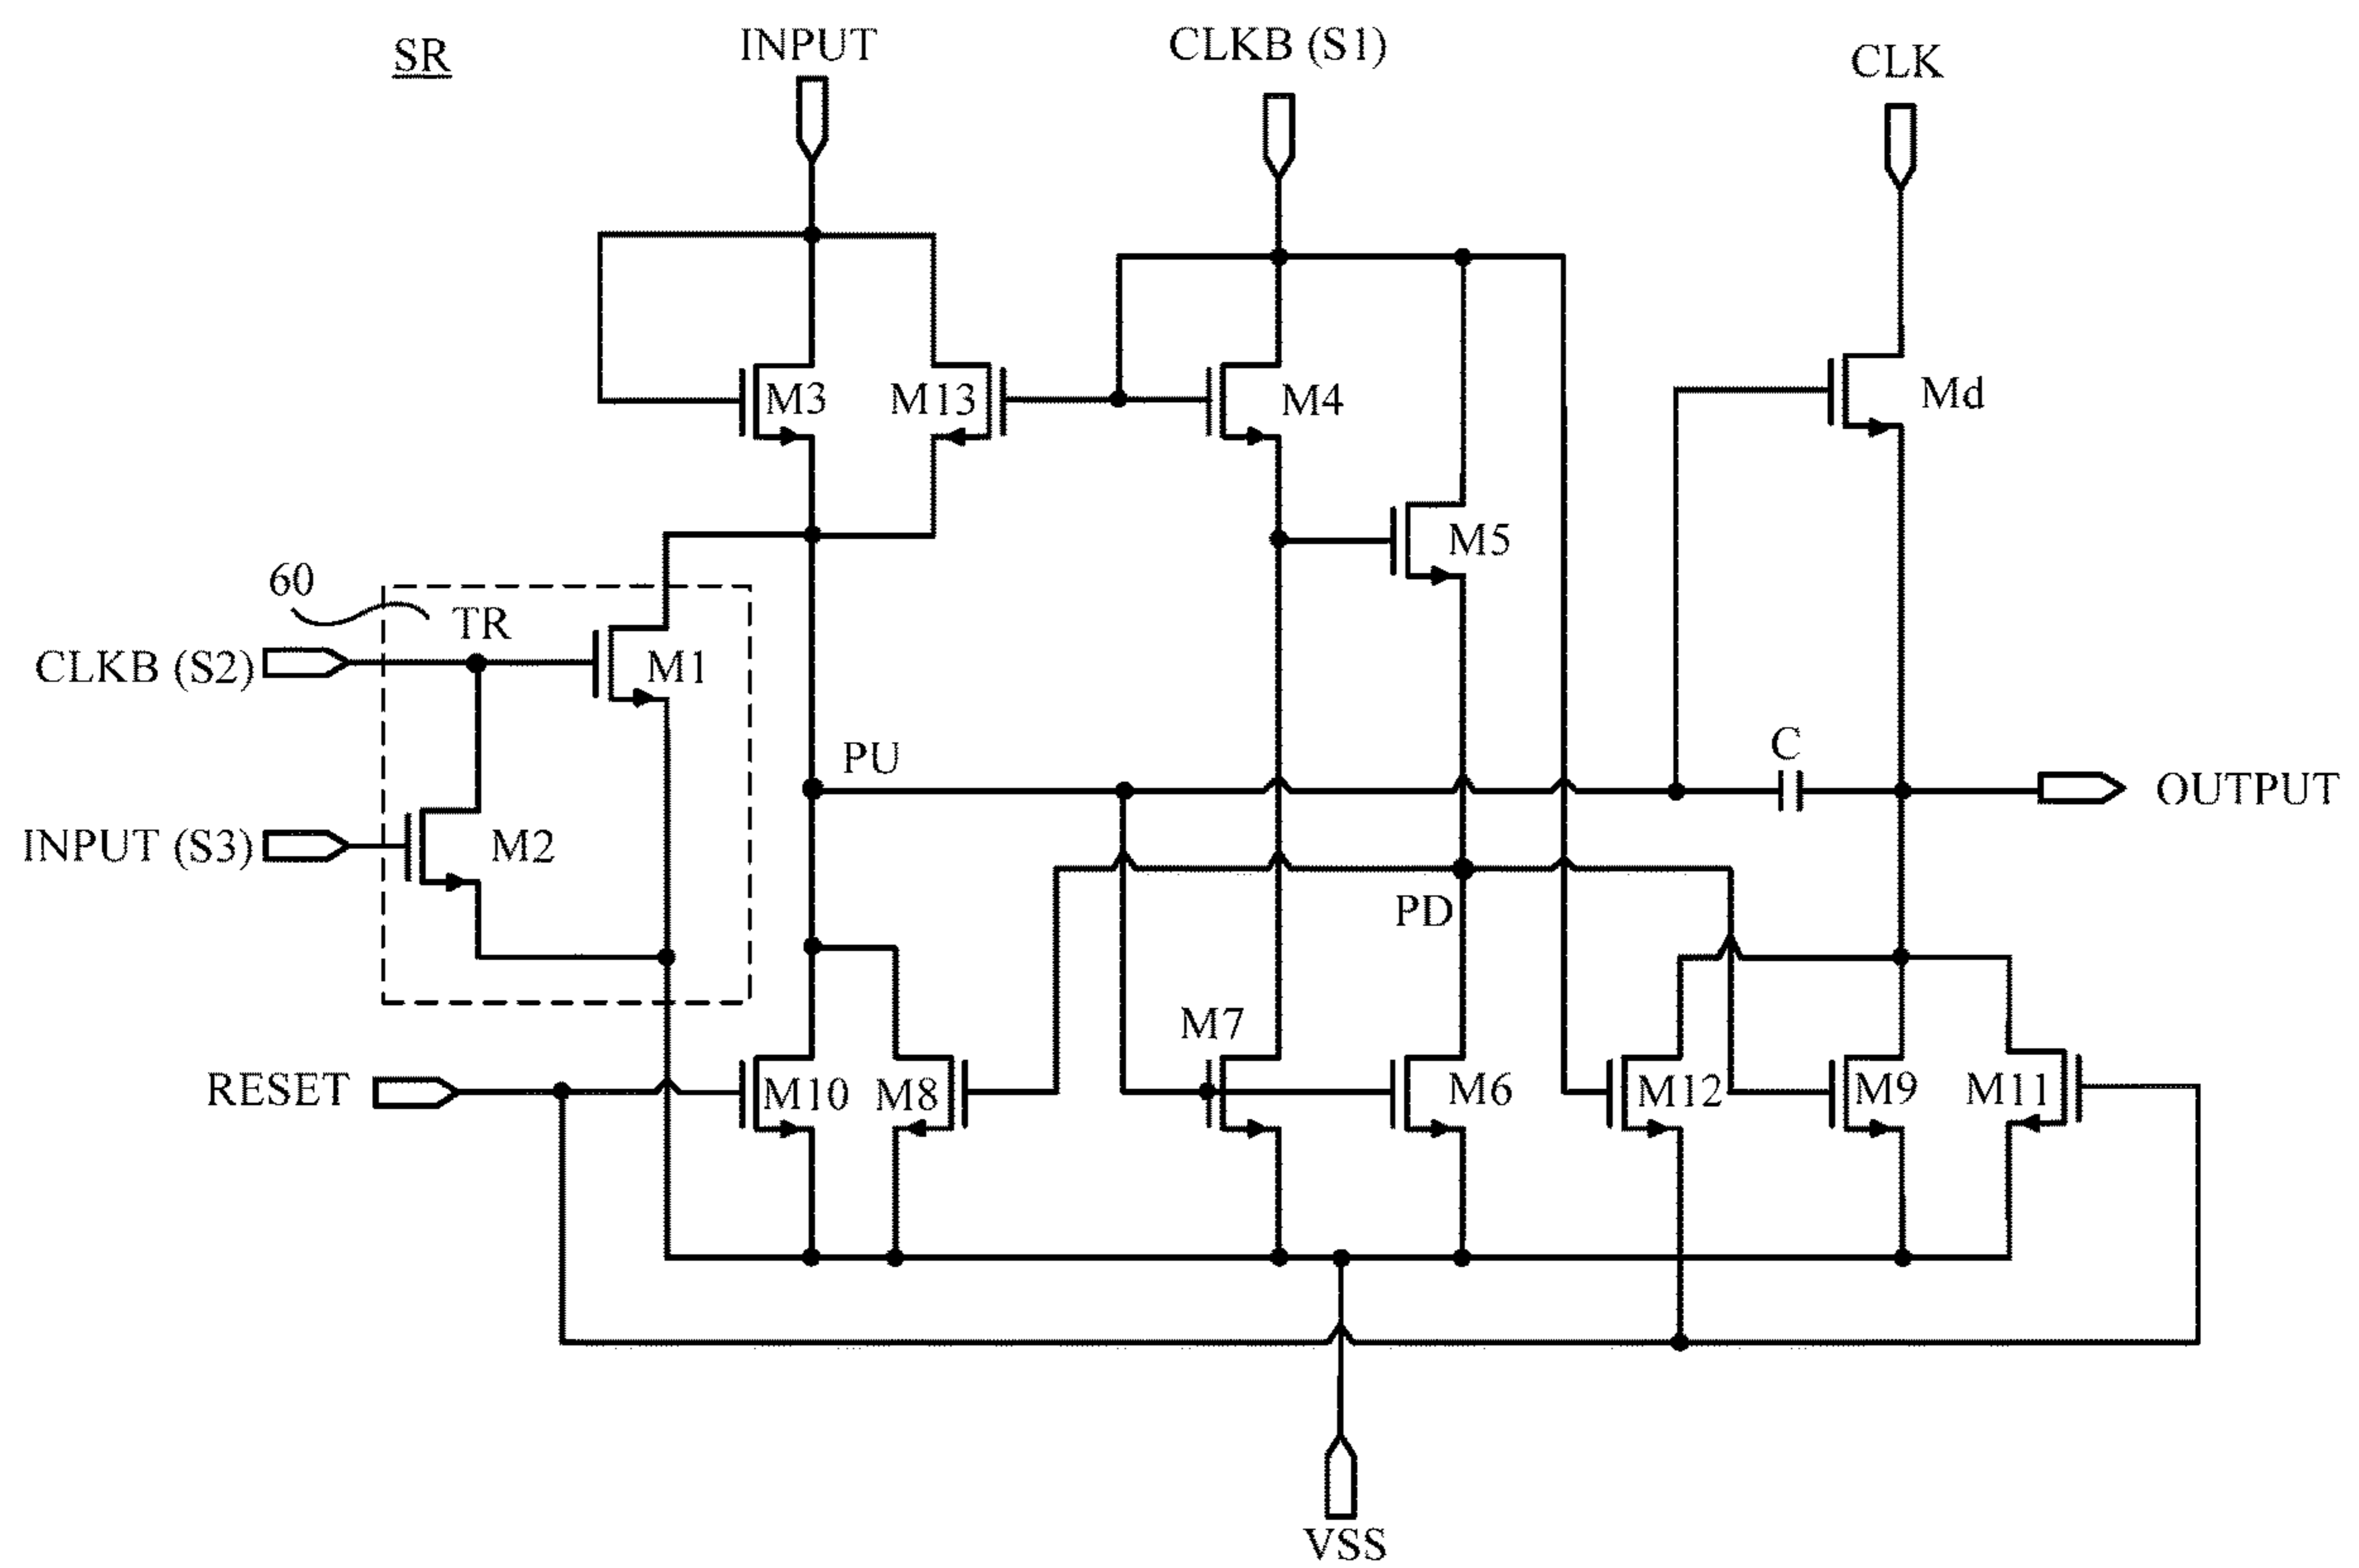 SR
INPUT
CLKB (S1)
CLK
M3
M13
M4
Md
M5
60
TR
CLKB (S2)
M1
PU
C
OUTPUT
INPUT (S3)
M2
PD
M7
RESET
M10
M8
M6
M12
M9
M11
VSS